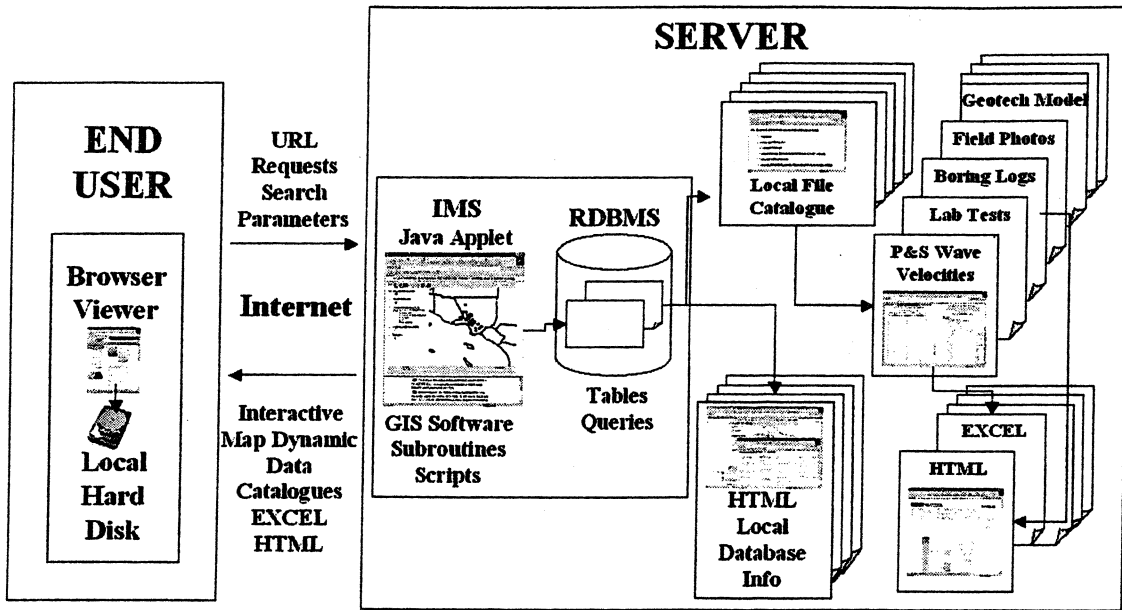 SERVER
END
USER
Browser
Viewer
Local
Hard
Disk
URL
Requests
Search
Parameters
Internet
Interactive
Map Dynamic
Data
Catalogues
EXCEL
HTML
IMS
Java Applet
GIS Software
Subroutines
Scripts
RDBMS
Tables
Queries
Local File
Catalogue
Geotech Model
Field Photos
Boring Logs
Lab Tests
P&S Wave
Velocities
HTML
Local
Database
Info
EXCEL
HTML